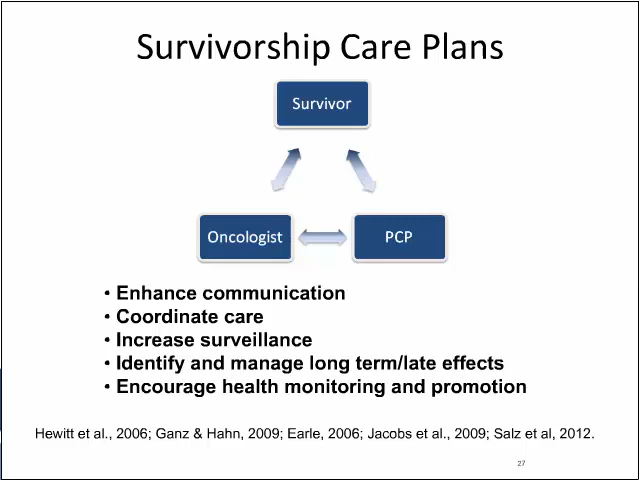 Survivorship Care Plans
Survivor
Oncologist
PCP
• Enhance communication
• Coordinate care
• Increase surveillance
• Identify and manage long term/late effects
• Encourage health monitoring and promotion
Hewitt et al., 2006; Ganz & Hahn, 2009; Earle, 2006; Jacobs et al., 2009; Salz et al, 2012.
27